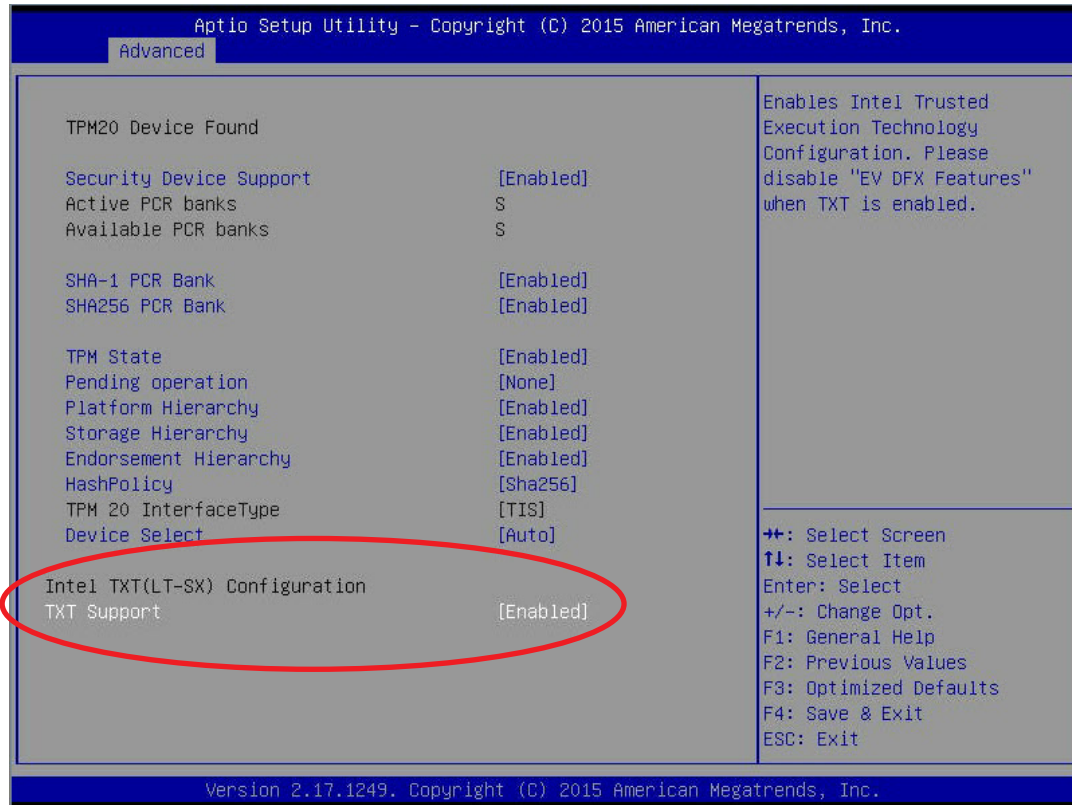 Aptio Setup Utility – Copyright (C) 2015 American Megatrends, Inc.
Advanced
TPM20 Device Found
Security Device Support [Enabled]
Active PCR banks S
Available PCR banks S
SHA-1 PCR Bank [Enabled]
SHA256 PCR Bank [Enabled]
TPM State [Enabled]
Pending operation [None]
Platform Hierarchy [Enabled]
Storage Hierarchy [Enabled]
Endorsement Hierarchy [Enabled]
HashPolicy [Sha256]
TPM 20 InterfaceType [TIS]
Device Select [Auto]
Intel TXT(LT-SX) Configuration
TXT Support [Enabled]
Enables Intel Trusted
Execution Technology
Configuration. Please
disable "EV DFX Features"
when TXT is enabled.
→←: Select Screen
↑↓: Select Item
Enter: Select
+/-: Change Opt.
F1: General Help
F2: Previous Values
F3: Optimized Defaults
F4: Save & Exit
ESC: Exit
Version 2.17.1249. Copyright (C) 2015 American Megatrends, Inc.